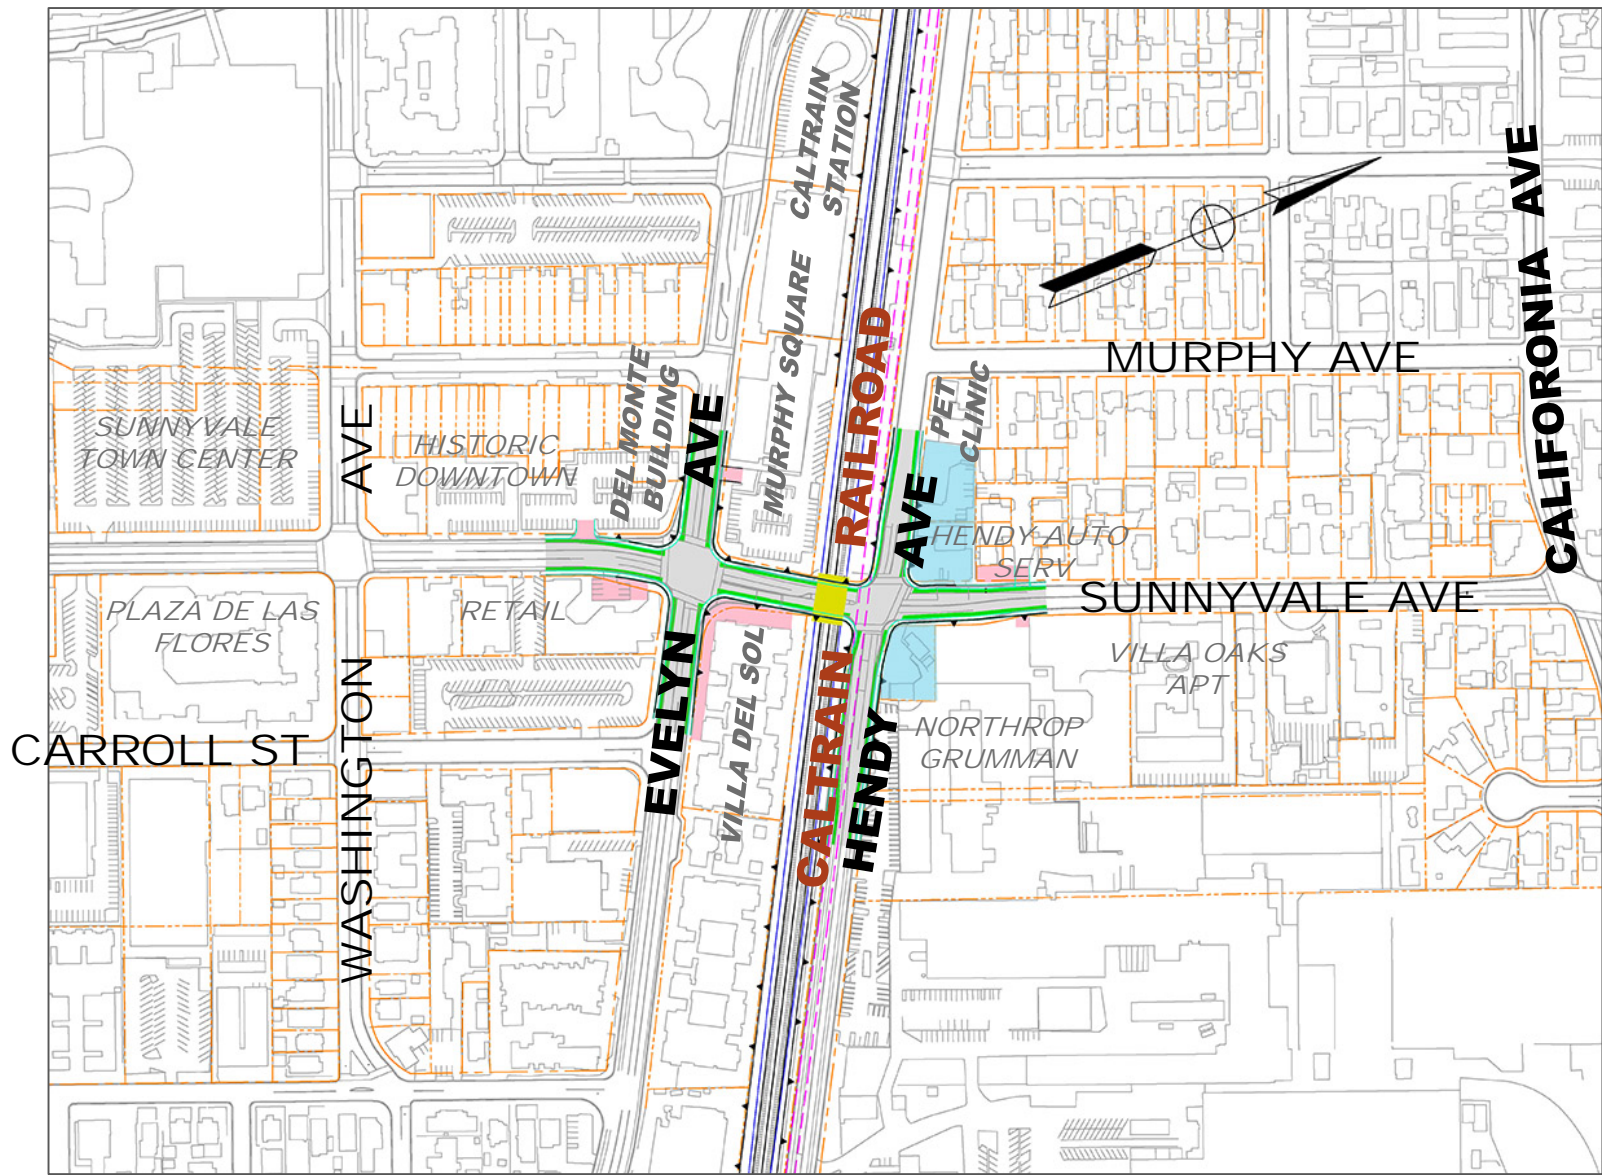 CALTRAIN
STATION
CALIFORONIA AVE
MURPHY AVE
MURPHY SQUARE
RAILROAD
DEL MONTE
BUILDING
PET
CLINIC
SUNNYVALE
TOWN CENTER
AVE
HISTORIC
DOWNTOWN
AVE
AVE
HENDY AUTO
SERV
SUNNYVALE AVE
PLAZA DE LAS
FLORES
RETAIL
EVELYN
VILLA DEL SOL
CALTRAIN
HENDY
VILLA OAKS
APT
NORTHROP
GRUMMAN
CARROLL ST
WASHINGTON